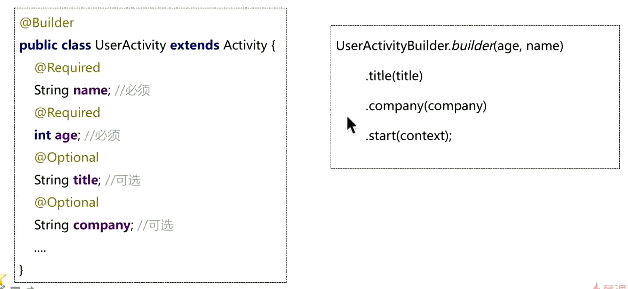 @Builder
public class UserActivity extends Activity {
@Required
String name; //必须
@Required
int age; //必须
@Optional
String title; //可选
@Optional
String company; //可选
....
}
UserActivityBuilder.builder(age, name)
.title(title)
.company(company)
.start(context);